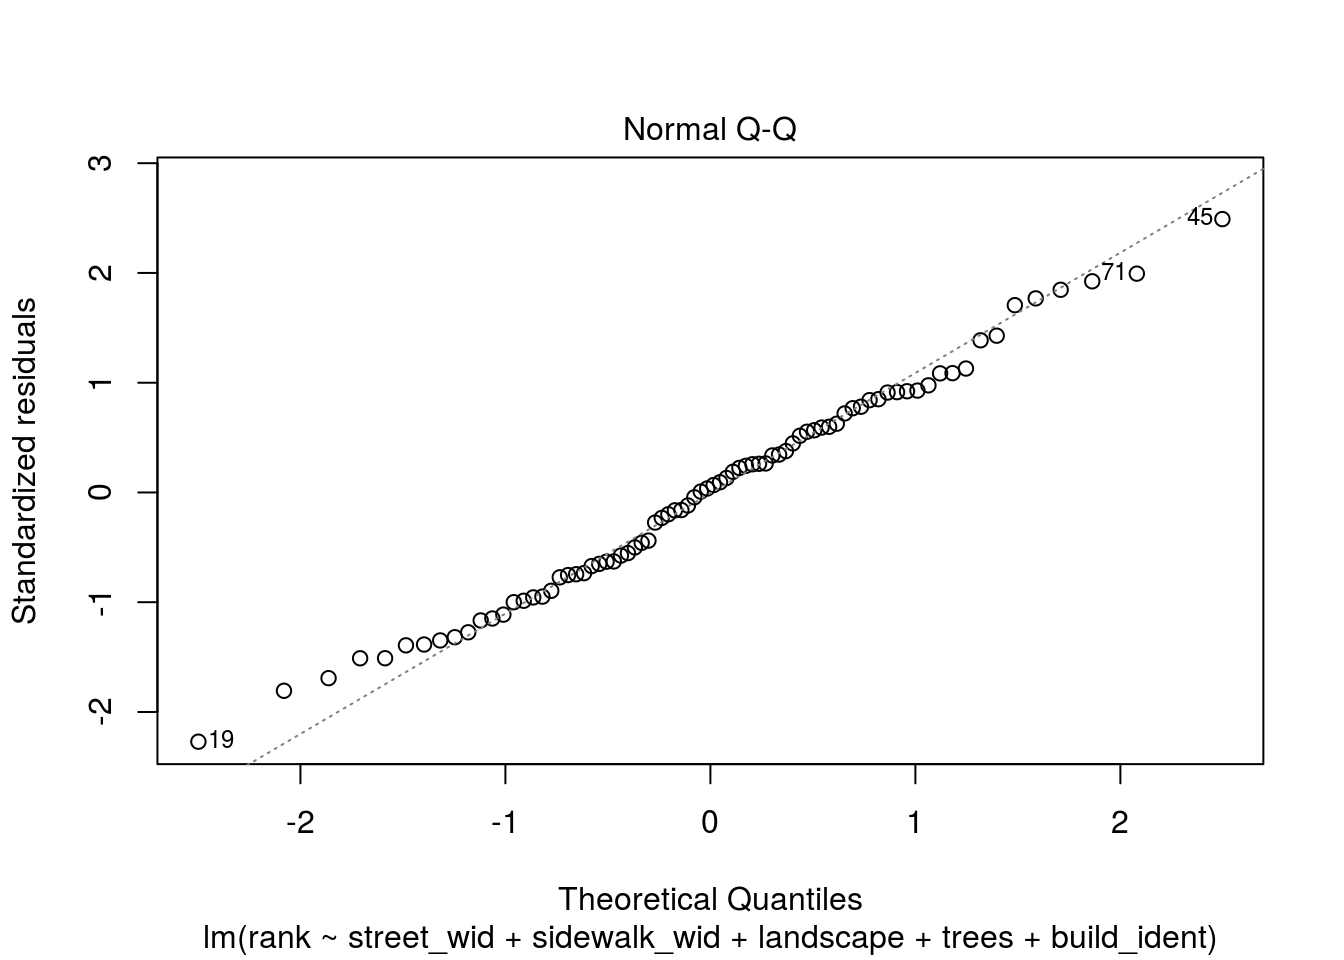 Normal Q-Q
3
2
1
0
-1
-2
Standardized residuals
45
71
19
-2 -1 0 1 2
Theoretical Quantiles
lm(rank ~ street_wid + sidewalk_wid + landscape + trees + build_ident)